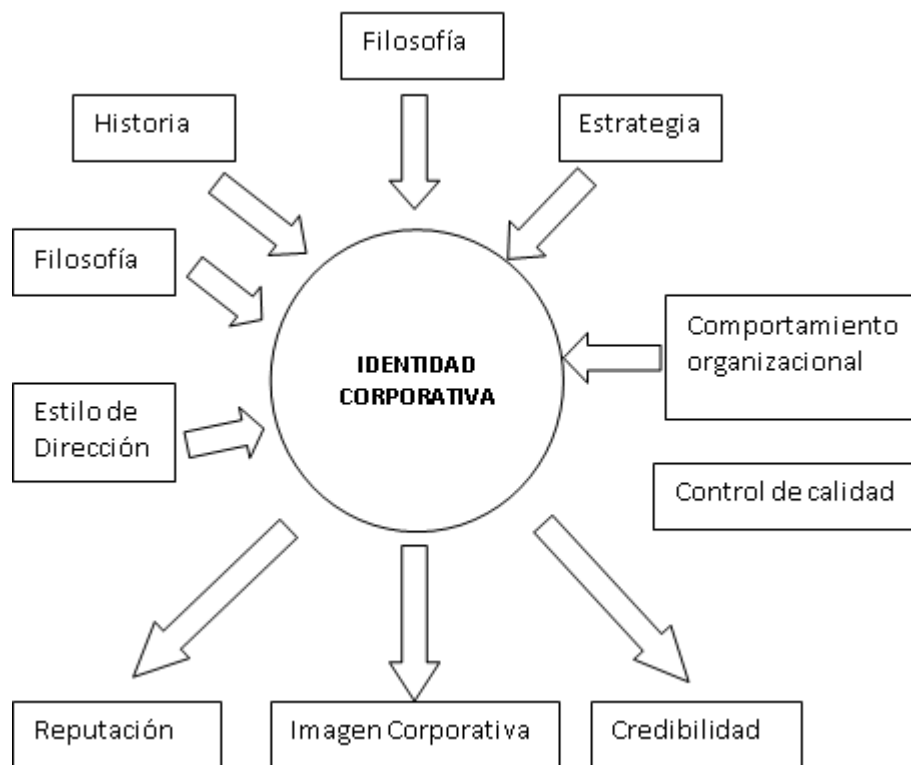 Filosofía
Historia
Estrategia
Filosofía
Comportamiento
organizacional
IDENTIDAD
CORPORATIVA
Estilo de
Dirección
Control de calidad
Reputación
Imagen Corporativa
Credibilidad